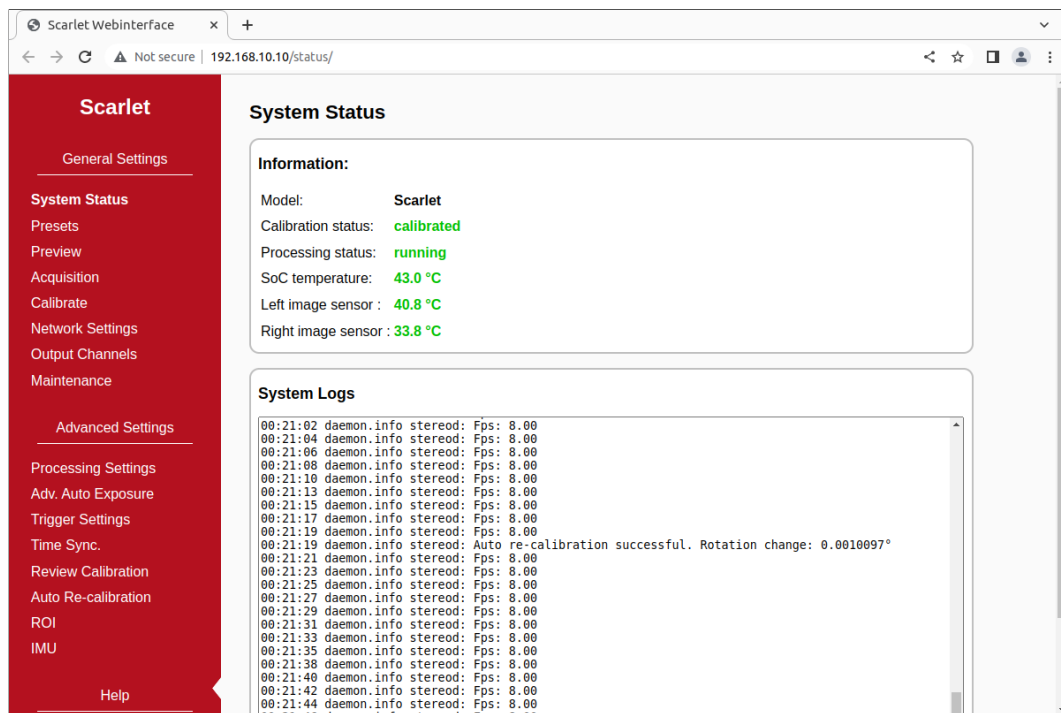 Scarlet Webinterface
Not secure 192.168.10.10/status/
Scarlet
General Settings
System Status
Presets
Preview
Acquisition
Calibrate
Network Settings
Output Channels
Maintenance
Advanced Settings
Processing Settings
Adv. Auto Exposure
Trigger Settings
Time Sync.
Review Calibration
Auto Re-calibration
ROI
IMU
Help
System Status
Information:
Model: Scarlet
Calibration status: calibrated
Processing status: running
SoC temperature: 43.0 °C
Left image sensor : 40.8 °C
Right image sensor : 33.8 °C
System Logs
00:21:02 daemon.info stereod: Fps: 8.00
00:21:04 daemon.info stereod: Fps: 8.00
00:21:06 daemon.info stereod: Fps: 8.00
00:21:08 daemon.info stereod: Fps: 8.00
00:21:10 daemon.info stereod: Fps: 8.00
00:21:13 daemon.info stereod: Fps: 8.00
00:21:15 daemon.info stereod: Fps: 8.00
00:21:17 daemon.info stereod: Fps: 8.00
00:21:19 daemon.info stereod: Fps: 8.00
00:21:19 daemon.info stereod: Auto re-calibration successful. Rotation change: 0.0010097°
00:21:21 daemon.info stereod: Fps: 8.00
00:21:23 daemon.info stereod: Fps: 8.00
00:21:25 daemon.info stereod: Fps: 8.00
00:21:27 daemon.info stereod: Fps: 8.00
00:21:29 daemon.info stereod: Fps: 8.00
00:21:31 daemon.info stereod: Fps: 8.00
00:21:33 daemon.info stereod: Fps: 8.00
00:21:35 daemon.info stereod: Fps: 8.00
00:21:38 daemon.info stereod: Fps: 8.00
00:21:40 daemon.info stereod: Fps: 8.00
00:21:42 daemon.info stereod: Fps: 8.00
00:21:44 daemon.info stereod: Fps: 8.00